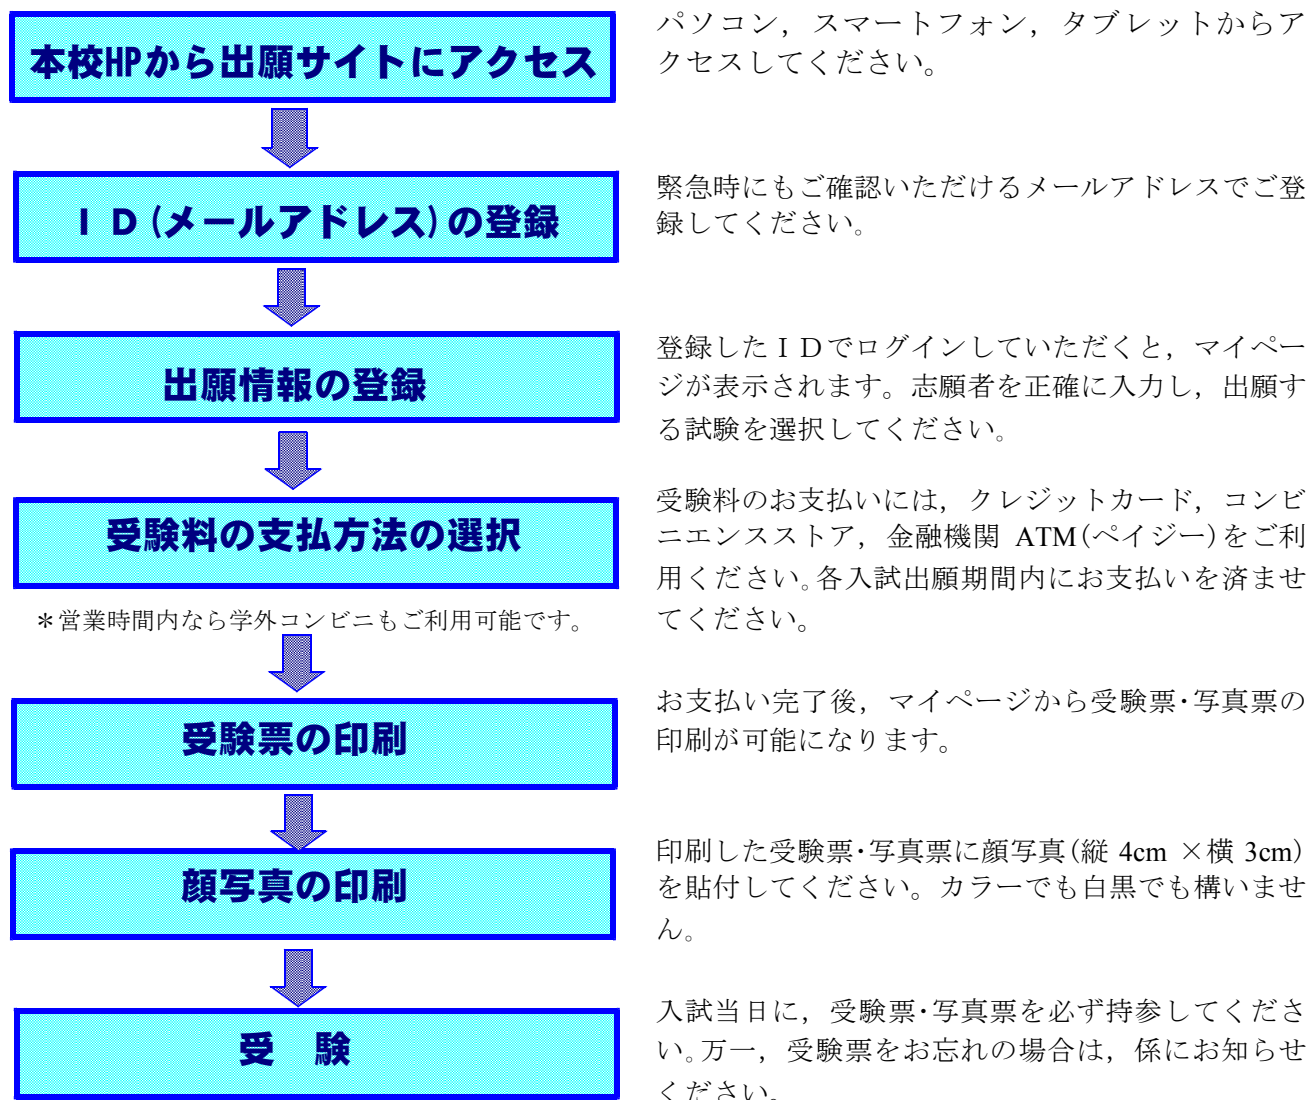 本校HPから出願サイトにアクセス
パソコン，スマートフォン，タブレットからア
クセスしてください。
ＩＤ(メールアドレス)の登録
緊急時にもご確認いただけるメールアドレスでご登
録してください。
出願情報の登録
登録したＩＤでログインしていただくと，マイペー
ジが表示されます。志願者を正確に入力し，出願す
る試験を選択してください。
受験料の支払方法の選択
＊営業時間内なら学外コンビニもご利用可能です。
受験料のお支払いには，クレジットカード，コンビ
ニエンスストア，金融機関 ATM(ペイジー)をご利
用ください。各入試出願期間内にお支払いを済ませ
てください。
受験票の印刷
お支払い完了後，マイページから受験票・写真票の
印刷が可能になります。
顔写真の印刷
印刷した受験票・写真票に顔写真(縦 4cm ×横 3cm)
を貼付してください。カラーでも白黒でも構いませ
ん。
受　験
入試当日に，受験票・写真票を必ず持参してくださ
い。万一，受験票をお忘れの場合は，係にお知らせ
ください。